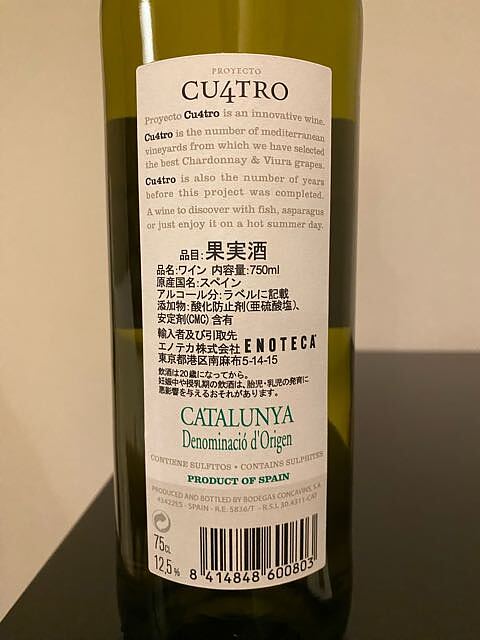 PROYECTO
CU4TRO
Proyecto Cu4tro is an innovative wine.
Cu4tro is the number of mediterranean
vineyards from which we have selected
the best Chardonnay & Viura grapes.
Cu4tro is also the number of years
before this project was completed.
A wine to discover with fish, asparagus
or just enjoy it on a hot summer day.
品目:果実酒
品名:ワイン 内容量:750ml
原産国名:スペイン
アルコール分:ラベルに記載
添加物:酸化防止剤(亜硫酸塩)、
安定剤(CMC)含有
輸入者及び引取先
エノテカ株式会社 ENOTECA
東京都港区南麻布5-14-15
飲酒は20歳になってから。
妊娠中や授乳期の飲酒は、胎児・乳児の発育に
悪影響を与えるおそれがあります。
CATALUNYA
Denominació d'Origen
CONTIENE SULFITOS • CONTAINS SULPHITES
PRODUCT OF SPAIN
PRODUCED AND BOTTLED BY BODEGAS CONCAVINS, S.A.
43422ES - SPAIN - R.E: 5836/T - R.S.I. 30.4311-CAT
75CL
12,5%
8 414848 600803